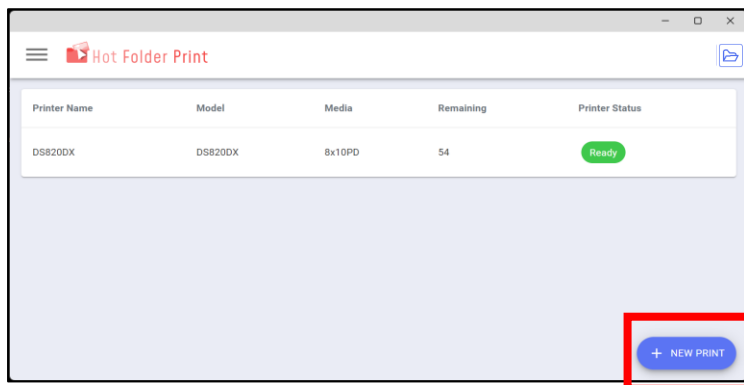 Hot Folder Print
Printer Name Model Media Remaining Printer Status
DS820DX DS820DX 8x10PD 54 Ready
+ NEW PRINT